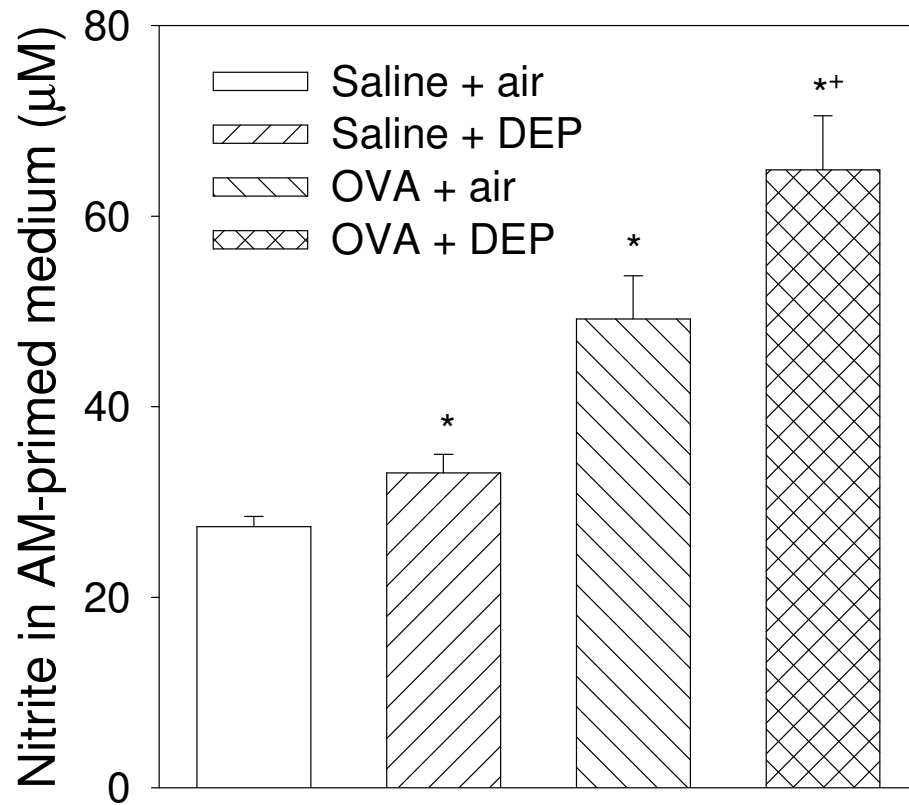 Nitrite in AM-primed medium (μM)
80
60
40
20
0
Saline + air
Saline + DEP
OVA + air
OVA + DEP
*
*
*+